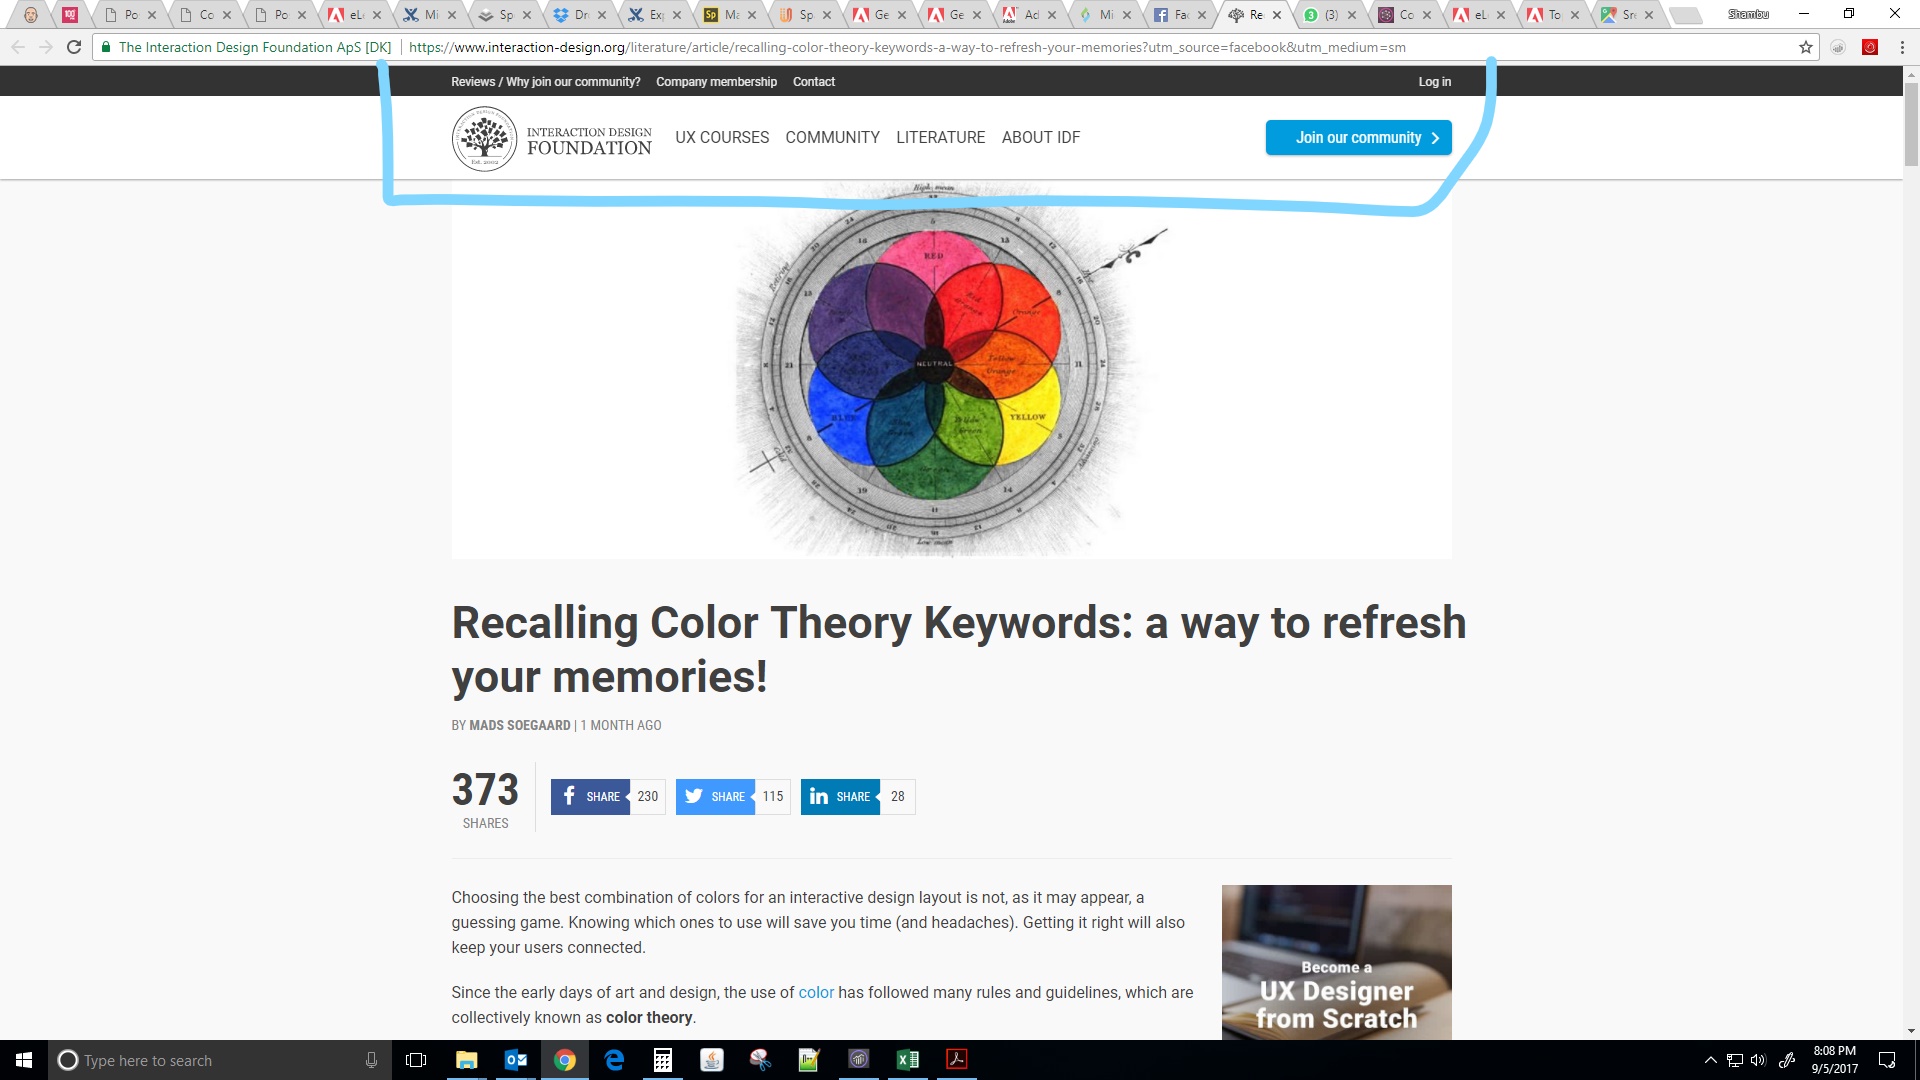 Po
Co
Po
eL
Mi
Sp
Dr
Ex
Ma
Sp
Ge
Ge
Ad
Mi
Fa
Re
(3)
Co
eL
To
Sre
Shambu
The Interaction Design Foundation ApS [DK]
https://www.interaction-design.org/literature/article/recalling-color-theory-keywords-a-way-to-refresh-your-memories?utm_source=facebook&utm_medium=sm
Reviews / Why join our community? Company membership Contact Log in
INTERACTION DESIGN
FOUNDATION
Est. 2002
UX COURSES COMMUNITY LITERATURE ABOUT IDF
Join our community
RED
Orange
Yellow
Orange
NEUTRAL
YELLOW
BLUE
Recalling Color Theory Keywords: a way to refresh
your memories!
BY MADS SOEGAARD | 1 MONTH AGO
373
SHARES
SHARE 230
SHARE 115
in SHARE 28
Choosing the best combination of colors for an interactive design layout is not, as it may appear, a
guessing game. Knowing which ones to use will save you time (and headaches). Getting it right will also
keep your users connected.
Since the early days of art and design, the use of color has followed many rules and guidelines, which are
collectively known as color theory.
Become a
UX Designer
from Scratch
Type here to search
8:08 PM
9/5/2017